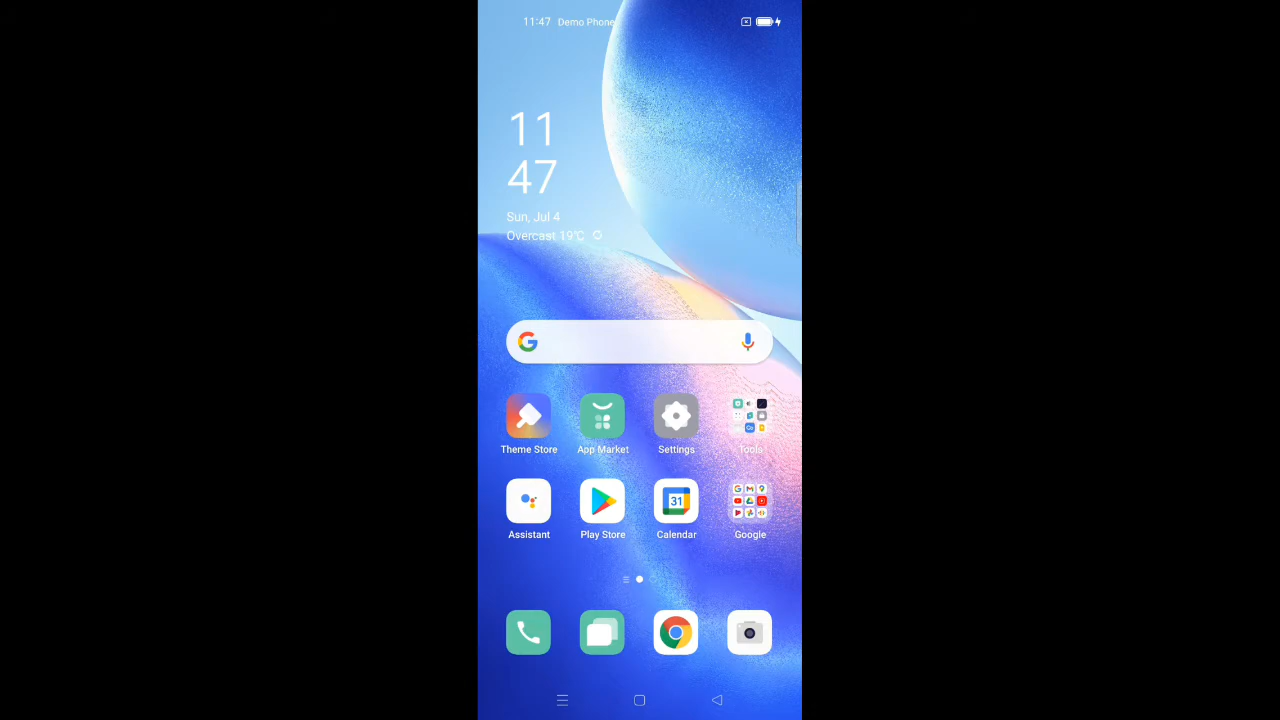 11:47 Demo Phone
11
47
Sun, Jul 4
Overcast 19°C
Theme Store App Market Settings Tools
31
Assistant Play Store Calendar Google